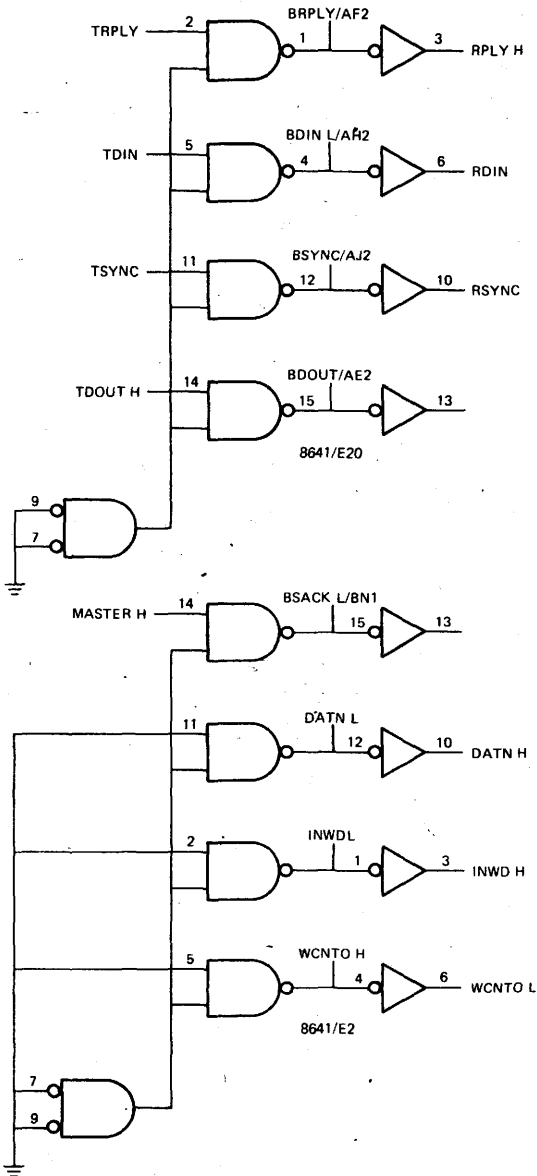 BRPLY/AF2
TRPLY 2 1 3 RPLY H
BDIN L/AH2
TDIN 5 4 6 RDIN
BSYNC/AJ2
TSYNC 11 12 10 RSYNC
BDOUT/AE2
TDOUT H 14 15 13
8641/E20
9
7
BSACK L/BN1
MASTER H 14 15 13
DATN L
11 12 10 DATN H
INWDL
2 1 3 INWD H
WCNTO H
5 4 6 WCNTO L
8641/E2
7
9